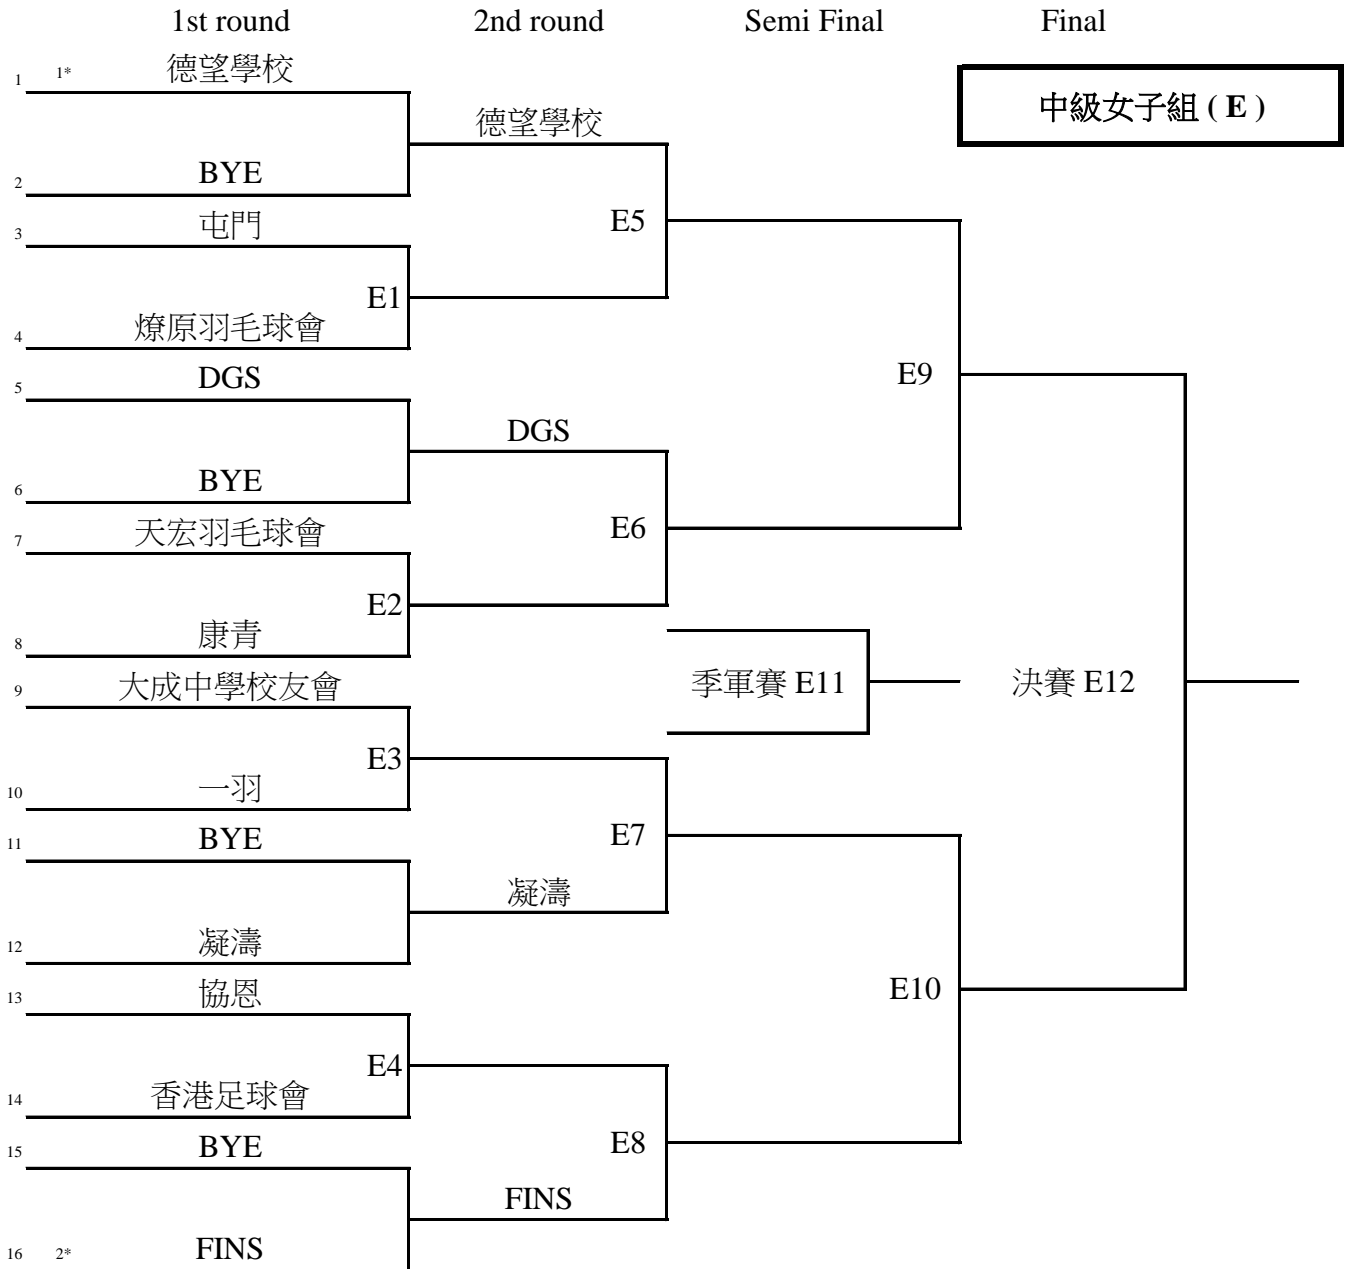 1st round 2nd round Semi Final Final
中級女子組 ( E )
1 1* 德望學校
德望學校
2 BYE
3 屯門
E5
E1
4 燎原羽毛球會
5 DGS
E9
DGS
6 BYE
7 天宏羽毛球會
E6
E2
8 康青
9 大成中學校友會
季軍賽 E11
決賽 E12
E3
10 一羽
11 BYE
E7
凝濤
12 凝濤
13 協恩
E10
E4
14 香港足球會
15 BYE
E8
FINS
16 2* FINS